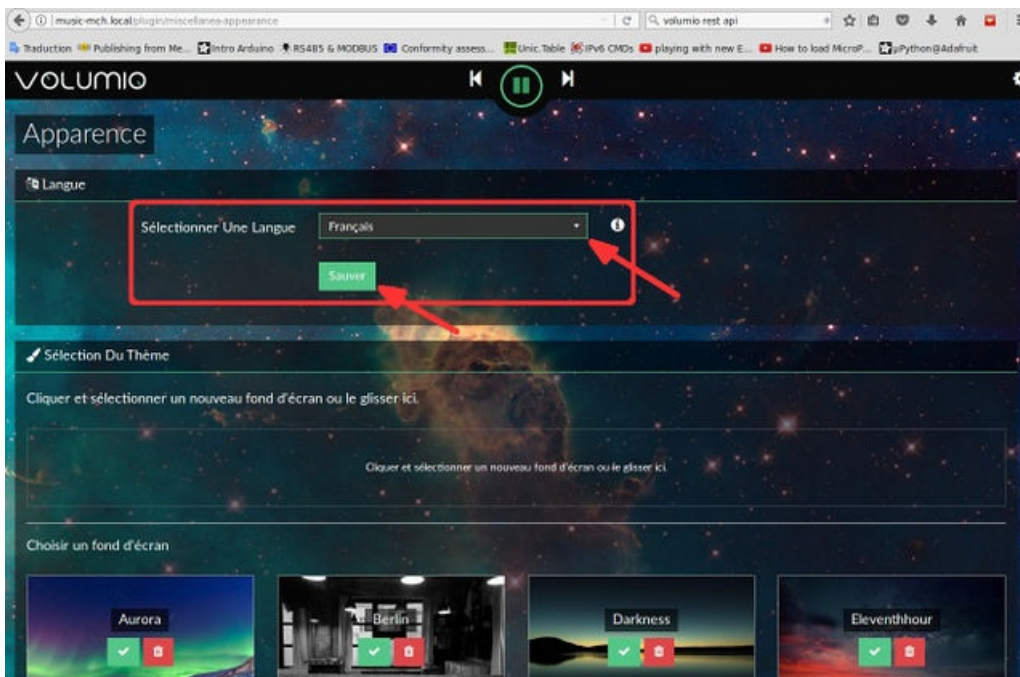 music-mch.local/plugin/miscellanea-appearance
volumio rest api
Traduction Publishing from Me... Intro Arduino RS485 & MODBUS Conformity assess... Unic.Table IPv6 CMDs playing with new E... How to load MicroP... µPython@Adafruit
VOLUMIO
Apparence
Langue
Sélectionner Une Langue Français
Sauver
Sélection Du Thème
Cliquer et sélectionner un nouveau fond d'écran ou le glisser ici.
Cliquer et sélectionner un nouveau fond d'écran ou le glisser ici.
Choisir un fond d'écran
Aurora Berlin Darkness Eleventhhour